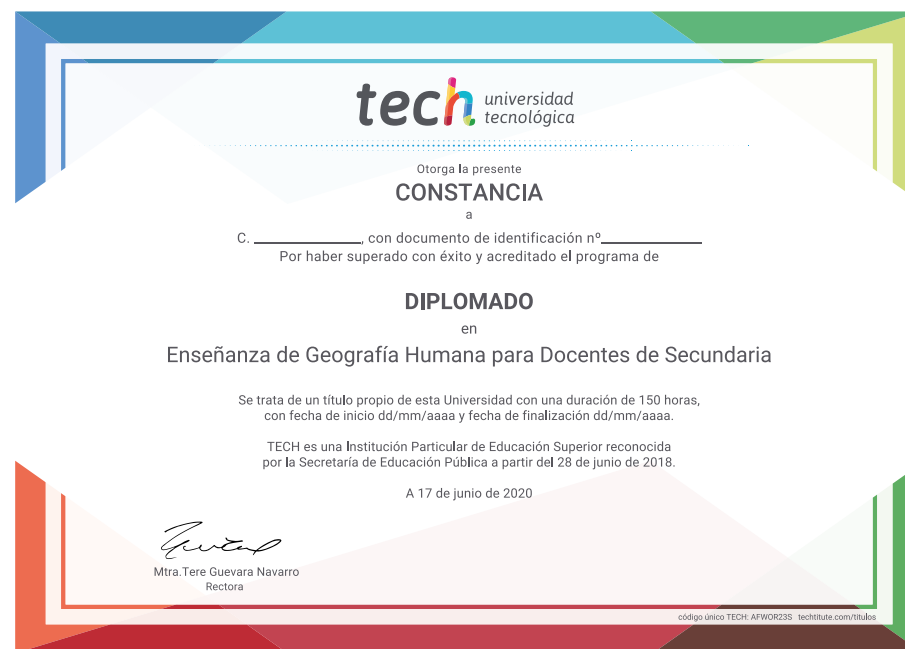 tech universidad
tecnológica
Otorga la presente
CONSTANCIA
a
C. ____________, con documento de identificación nº____________
Por haber superado con éxito y acreditado el programa de
DIPLOMADO
en
Enseñanza de Geografía Humana para Docentes de Secundaria
Se trata de un título propio de esta Universidad con una duración de 150 horas,
con fecha de inicio dd/mm/aaaa y fecha de finalización dd/mm/aaaa.
TECH es una Institución Particular de Educación Superior reconocida
por la Secretaría de Educación Pública a partir del 28 de junio de 2018.
A 17 de junio de 2020
Mtra.Tere Guevara Navarro
Rectora
código único TECH: AFWOR23S techtitute.com/titulos